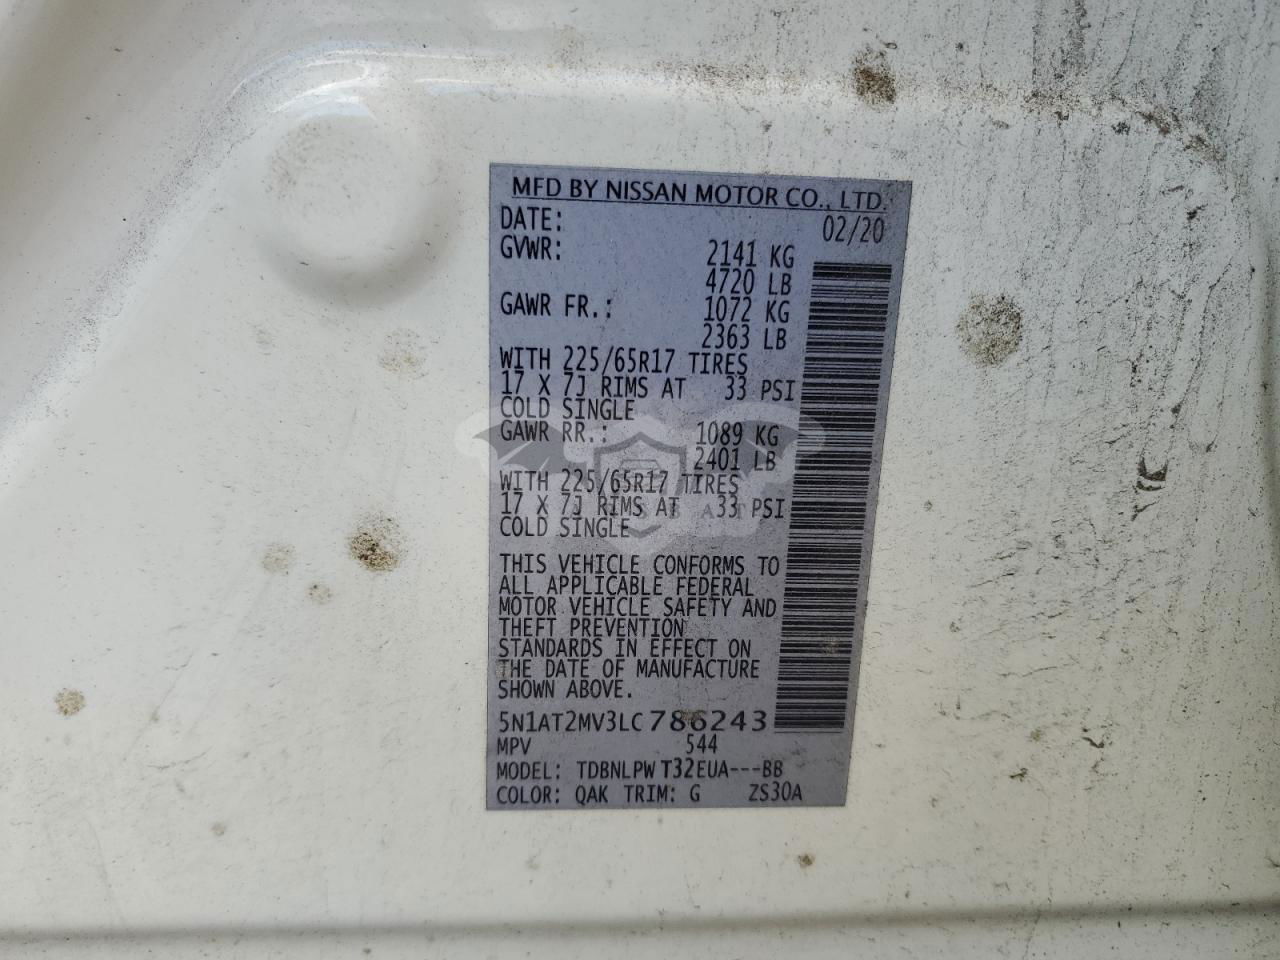 MFD BY NISSAN MOTOR CO., LTD.
DATE: 02/20
GVWR: 2141 KG
4720 LB
GAWR FR.: 1072 KG
2363 LB
WITH 225/65R17 TIRES
17 X 7J RIMS AT 33 PSI
COLD SINGLE
GAWR RR.: 1089 KG
2401 LB
WITH 225/65R17 TIRES
17 X 7J RIMS AT 33 PSI
COLD SINGLE
THIS VEHICLE CONFORMS TO
ALL APPLICABLE FEDERAL
MOTOR VEHICLE SAFETY AND
THEFT PREVENTION
STANDARDS IN EFFECT ON
THE DATE OF MANUFACTURE
SHOWN ABOVE.
5N1AT2MV3LC786243
MPV 544
MODEL: TDBNLPWT32EUA---BB
COLOR: QAK TRIM: G ZS30A